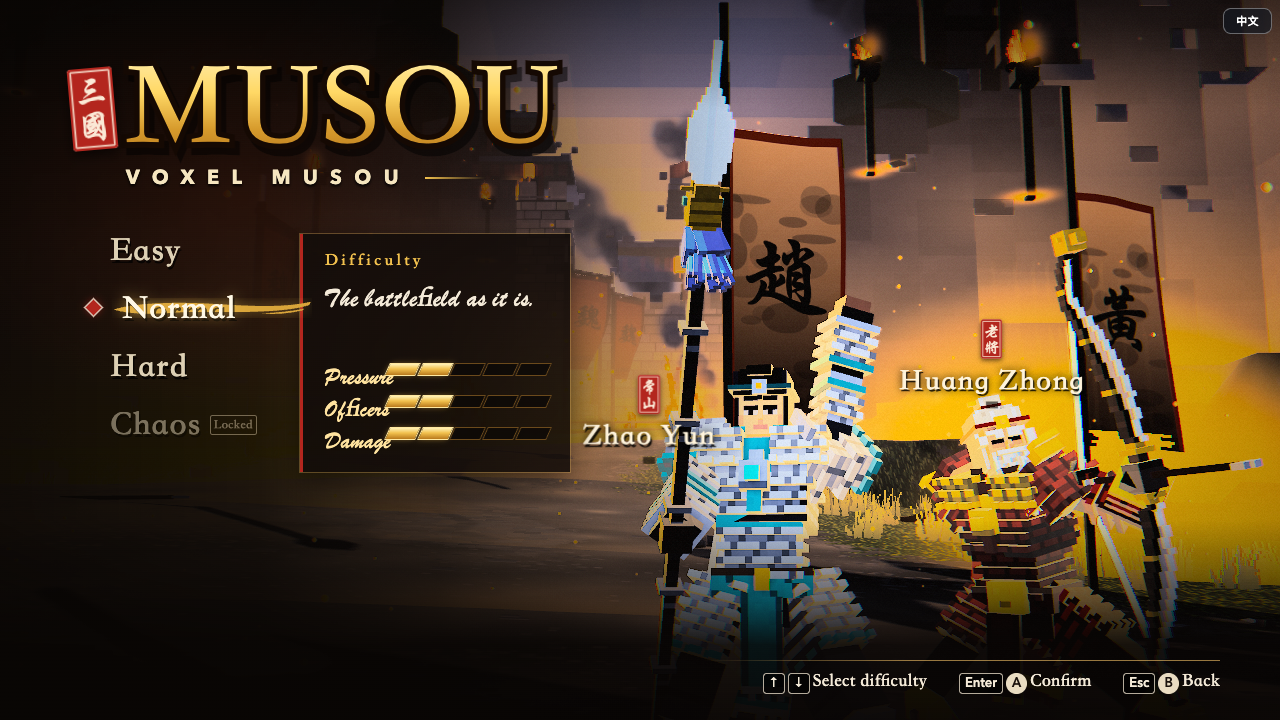 中文
三國
MUSOU
VOXEL MUSOU
Easy
Normal
Hard
Chaos Locked
Difficulty
The battlefield as it is.
Pressure
Officers
Damage
趙
黃
常山
Zhao Yun
老將
Huang Zhong
↑ ↓ Select difficulty Enter A Confirm Esc B Back